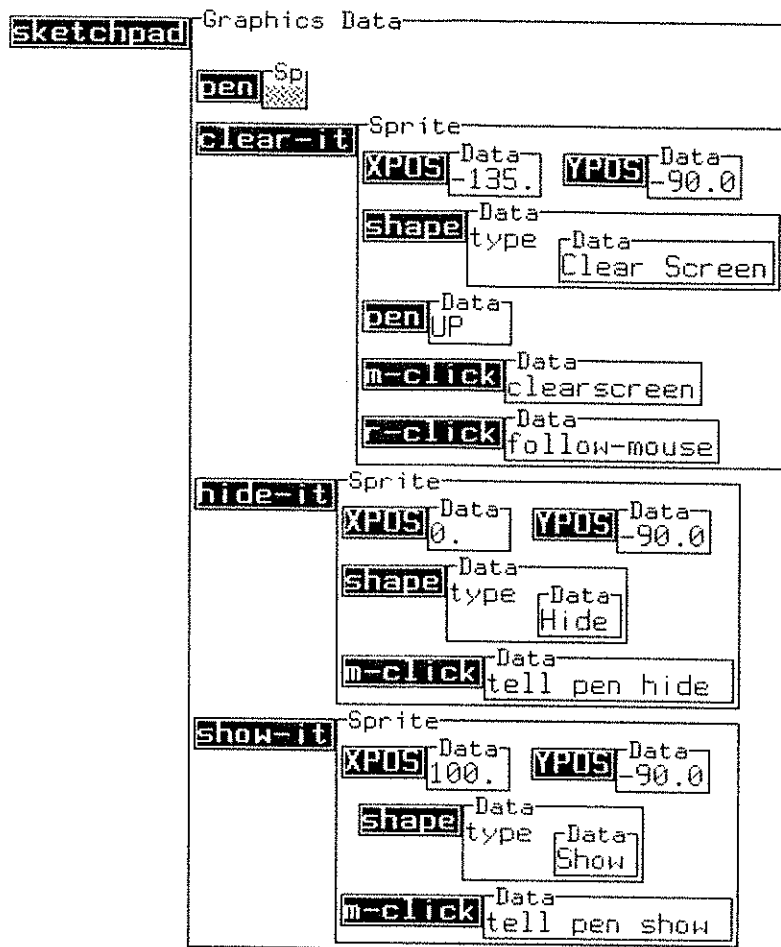 sketchpad Graphics Data
pen Sp
clear-it Sprite
XPOS Data -135. YPOS Data -90.0
shape Data
type Data
Clear Screen
pen Data
UP
m-click Data
clearscreen
r-click Data
follow-mouse
hide-it Sprite
XPOS Data 0. YPOS Data -90.0
shape Data
type Data
Hide
m-click Data
tell pen hide
show-it Sprite
XPOS Data 100. YPOS Data -90.0
shape Data
type Data
Show
m-click Data
tell pen show